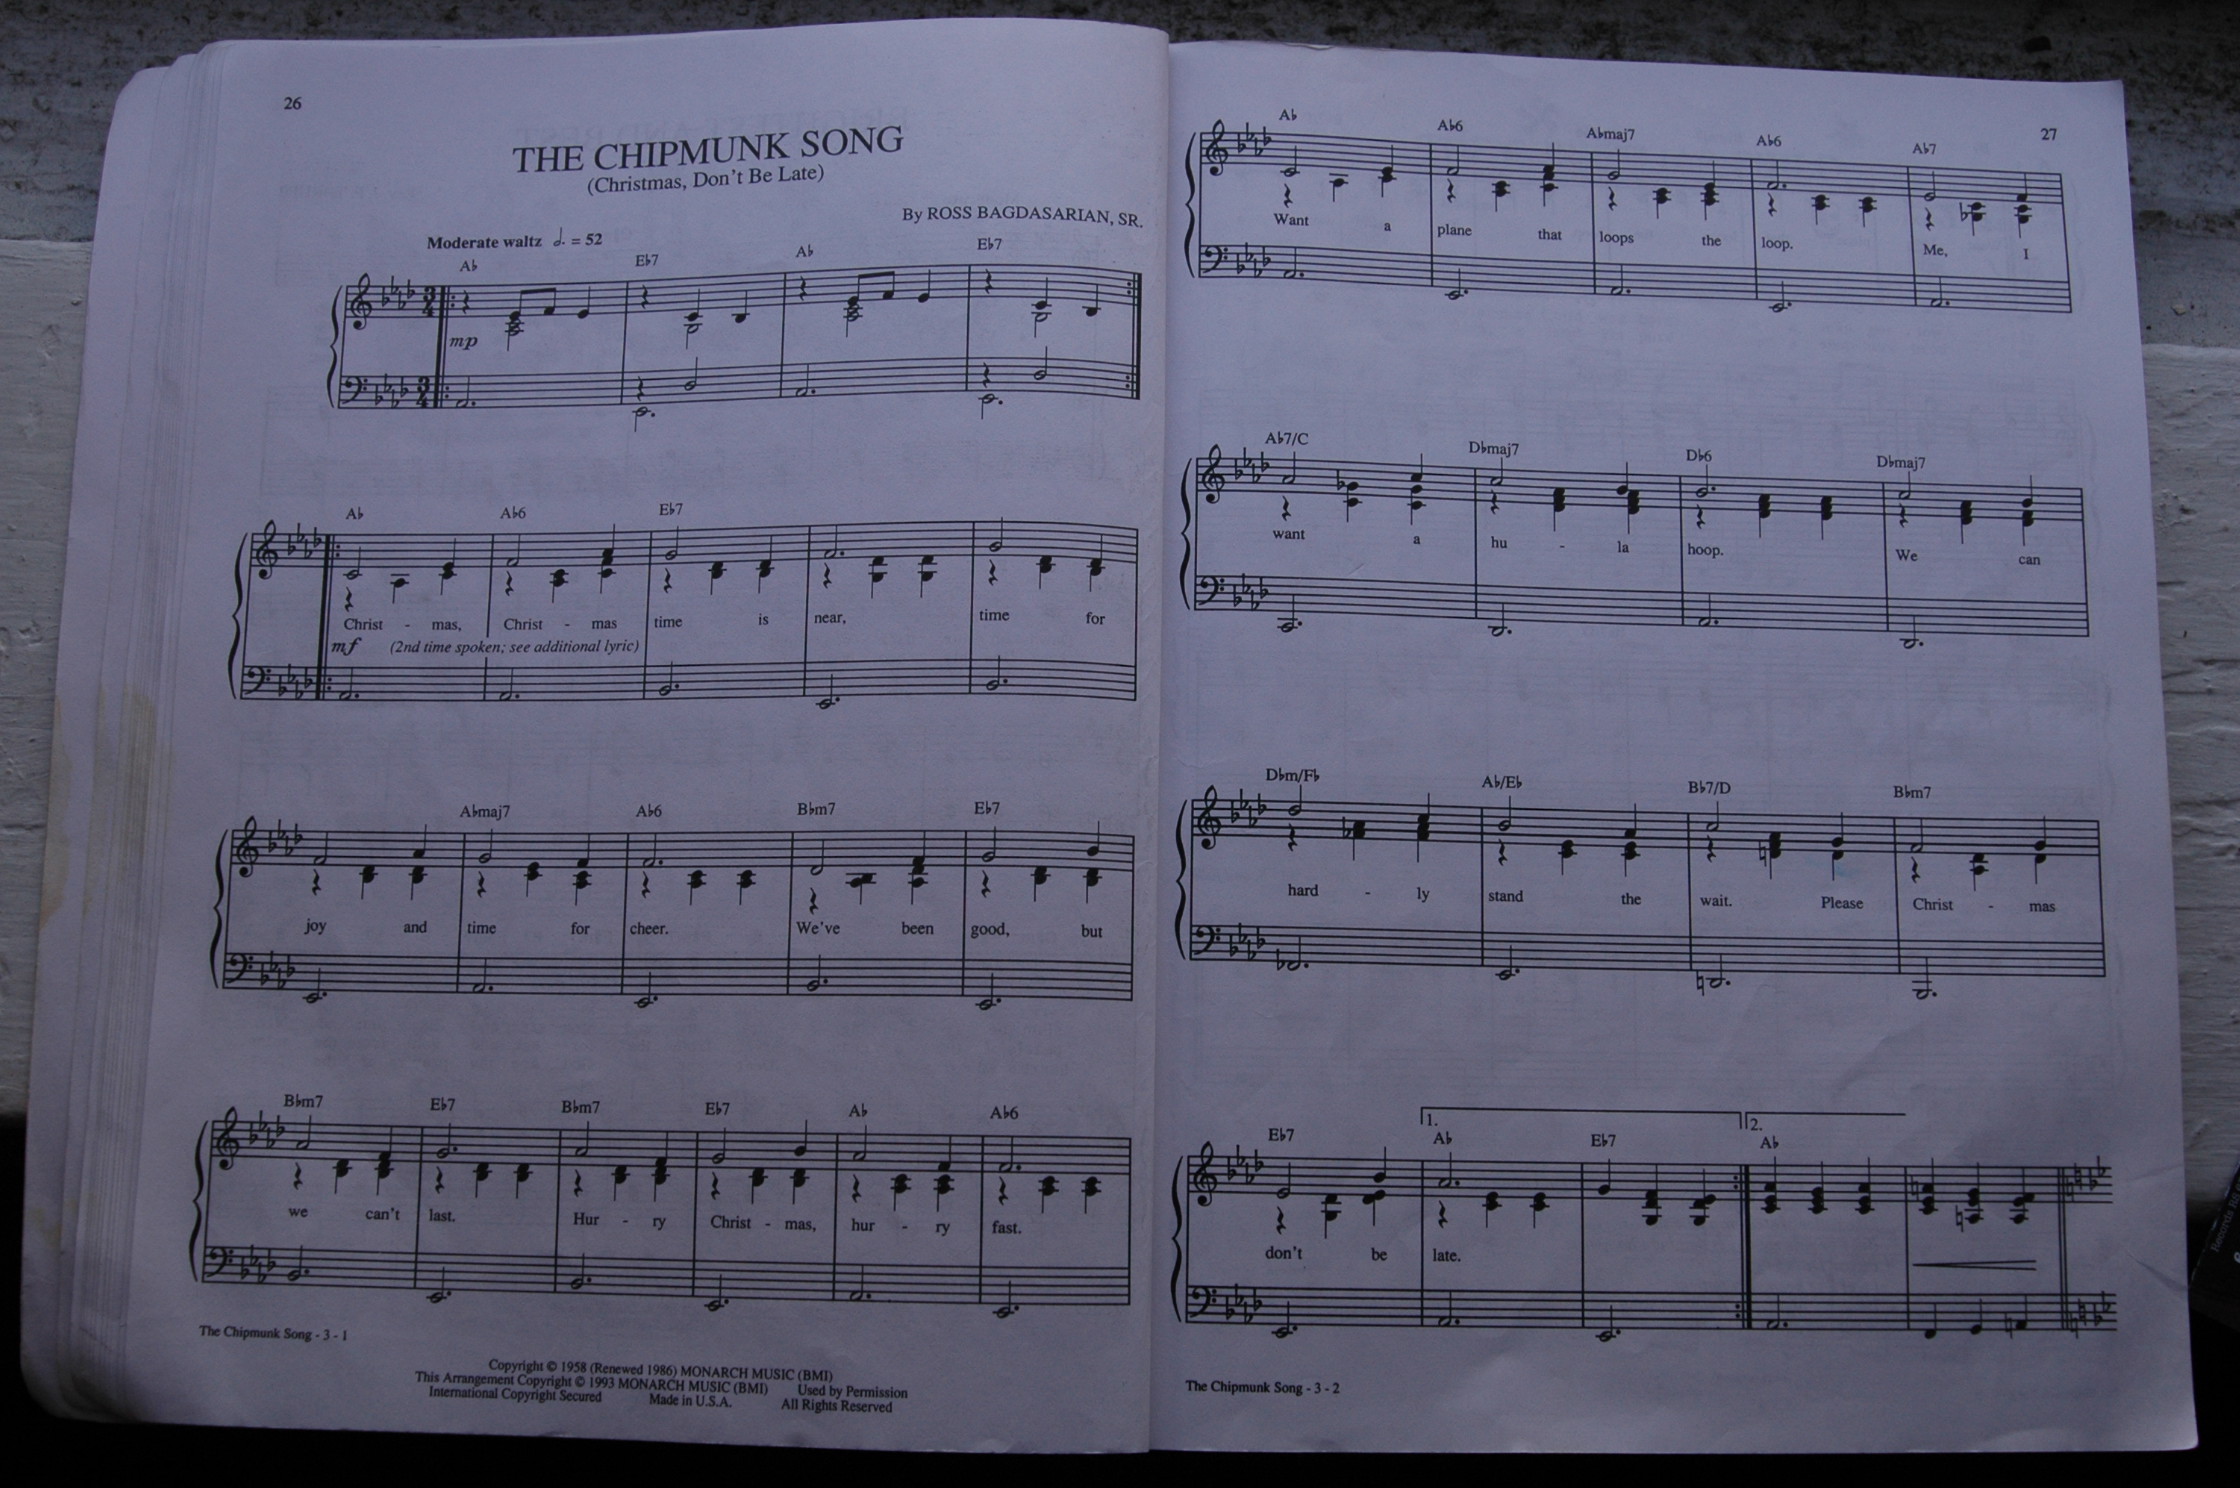 26
THE CHIPMUNK SONG
(Christmas, Don't Be Late)
By ROSS BAGDASARIAN, SR.
Moderate waltz 𝅗𝅥. = 52
A♭ E♭7 A♭ E♭7
3/4
mp
3/4
A♭ A♭6 E♭7
Christ - mas, Christ - mas time is near, time for
mf (2nd time spoken; see additional lyric)
A♭maj7 A♭6 B♭m7 E♭7
joy and time for cheer. We've been good, but
B♭m7 E♭7 B♭m7 E♭7 A♭ A♭6
we can't last. Hur - ry Christ - mas, hur - ry fast.
The Chipmunk Song - 3 - 1
Copyright © 1958 (Renewed 1986) MONARCH MUSIC (BMI)
This Arrangement Copyright © 1993 MONARCH MUSIC (BMI) Used by Permission
International Copyright Secured Made in U.S.A. All Rights Reserved
27
A♭ A♭6 A♭maj7 A♭6 A♭7
Want a plane that loops the loop. Me, I
A♭7/C D♭maj7 D♭6 D♭maj7
want a hu - la hoop. We can
D♭m/F♭ A♭/E♭ B♭7/D B♭m7
hard - ly stand the wait. Please Christ - mas
1. 2.
E♭7 A♭ E♭7 A♭
don't be late.
The Chipmunk Song - 3 - 2